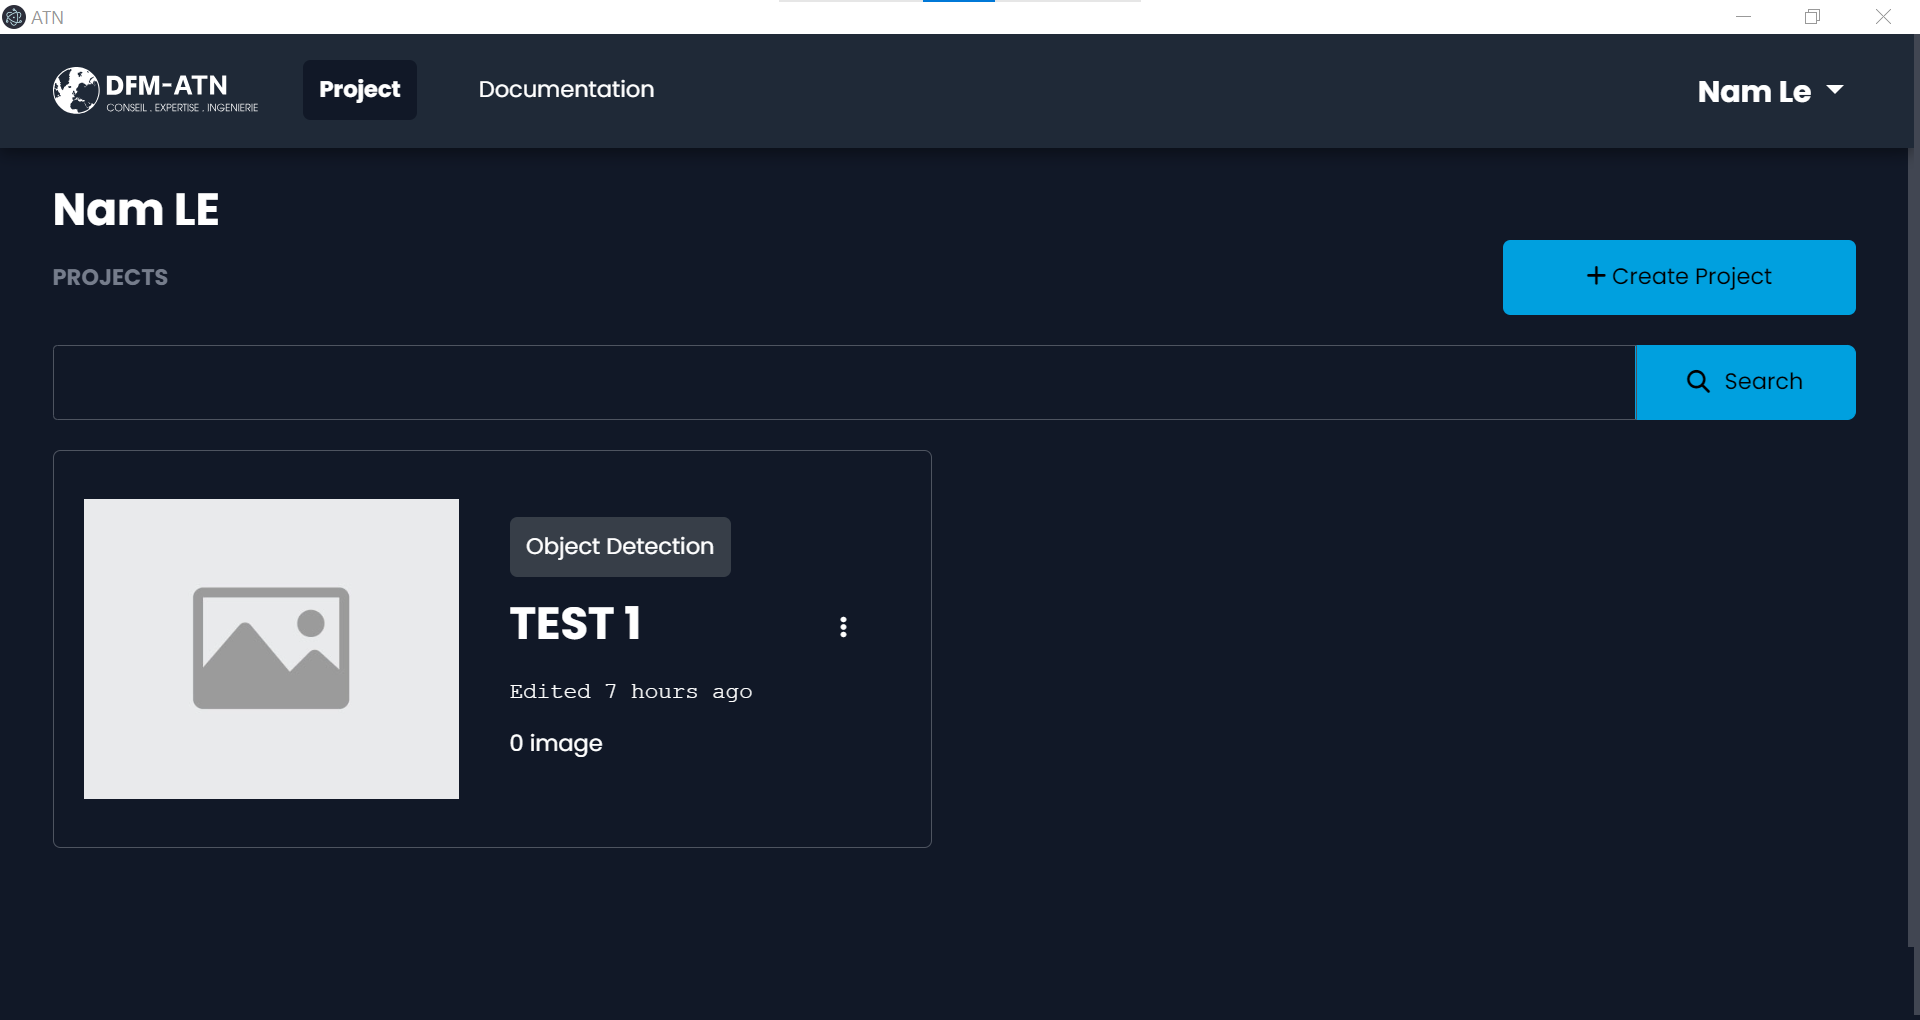 ATN
DFM-ATN
CONSEIL . EXPERTISE . INGENIERIE
Project
Documentation
Nam Le
Nam LE
PROJECTS
+ Create Project
Search
Object Detection
TEST 1
Edited 7 hours ago
0 image